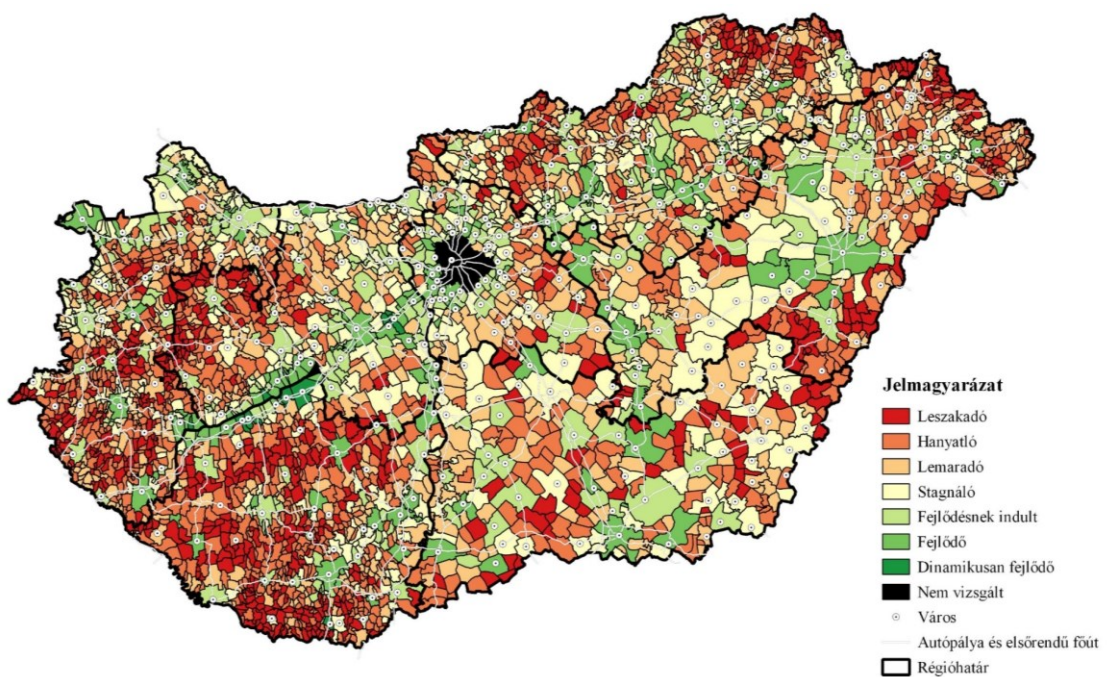 Jelmagyarázat
Leszakadó
Hanyatló
Lemaradó
Stagnáló
Fejlődésnek indult
Fejlődő
Dinamikusan fejlődő
Nem vizsgált
Város
Autópálya és elsőrendű főút
Régióhatár